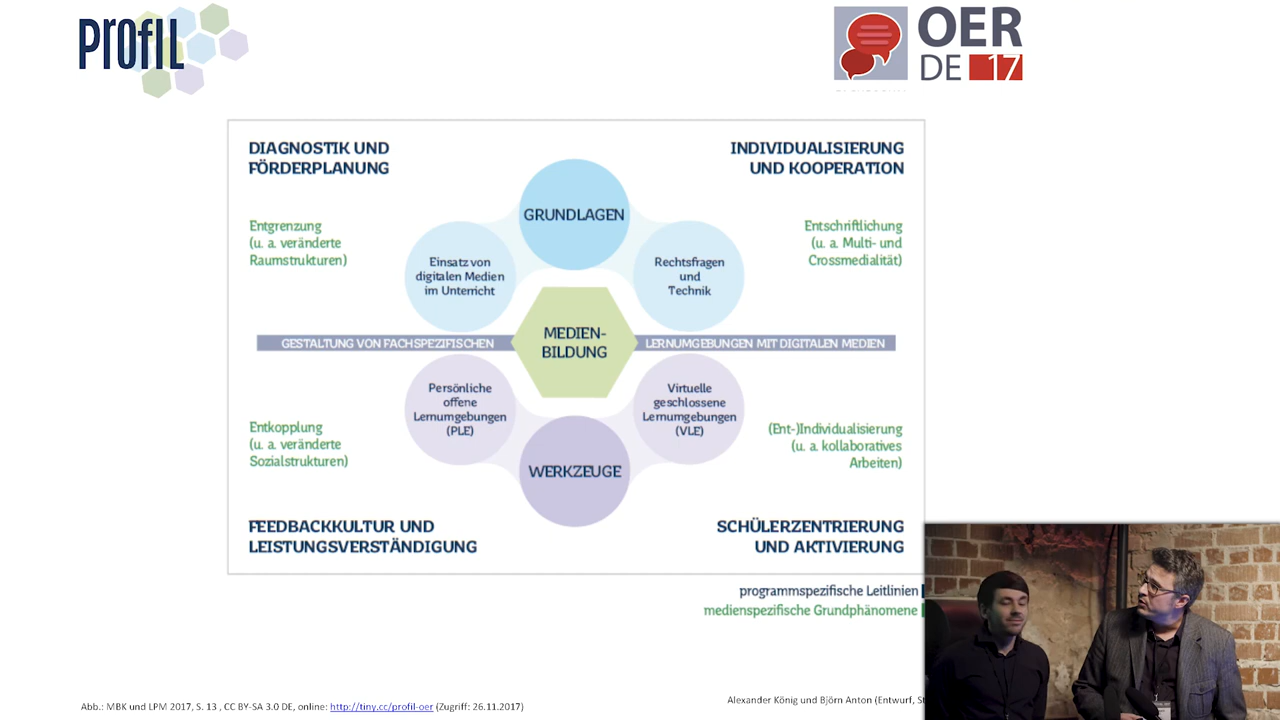 PROfIL
OER
DE 17
DIAGNOSTIK UND
FÖRDERPLANUNG
INDIVIDUALISIERUNG
UND KOOPERATION
GRUNDLAGEN
Entgrenzung
(u. a. veränderte
Raumstrukturen)
Entschriftlichung
(u. a. Multi- und
Crossmedialität)
Einsatz von
digitalen Medien
im Unterricht
Rechtsfragen
und
Technik
MEDIEN-
BILDUNG
GESTALTUNG VON FACHSPEZIFISCHEN
LERNUMGEBUNGEN MIT DIGITALEN MEDIEN
Persönliche
offene
Lernumgebungen
(PLE)
Virtuelle
geschlossene
Lernumgebungen
(VLE)
Entkopplung
(u. a. veränderte
Sozialstrukturen)
(Ent-)Individualisierung
(u. a. kollaboratives
Arbeiten)
WERKZEUGE
FEEDBACKKULTUR UND
LEISTUNGSVERSTÄNDIGUNG
SCHÜLERZENTRIERUNG
UND AKTIVIERUNG
programmspezifische Leitlinien
medienspezifische Grundphänomene
Abb.: MBK und LPM 2017, S. 13 , CC BY-SA 3.0 DE, online: http://tiny.cc/profil-oer (Zugriff: 26.11.2017)
Alexander König und Björn Anton (Entwurf, St